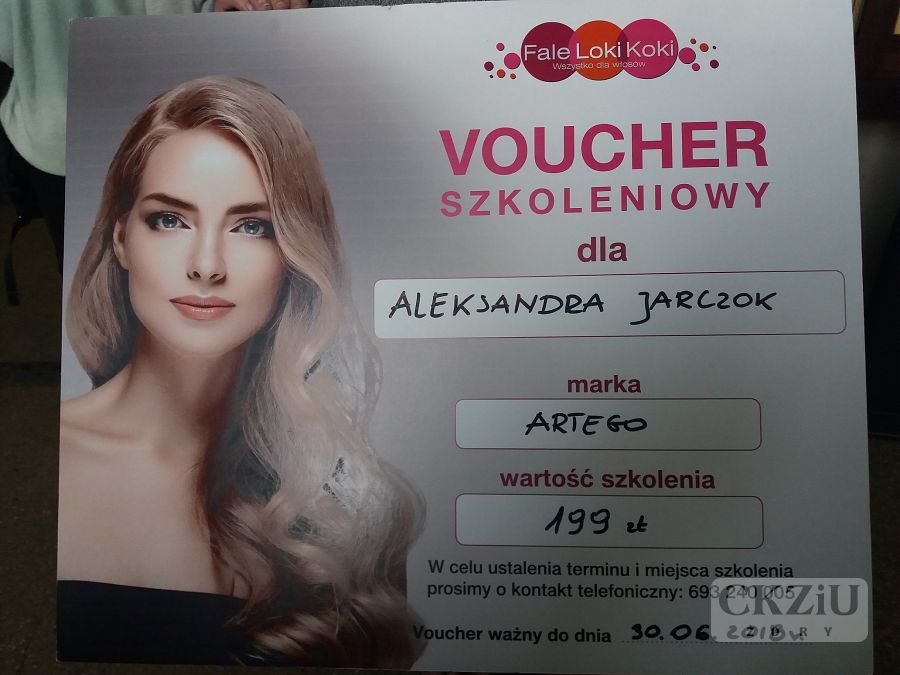 Fale Loki Koki
Wszystko dla włosów
VOUCHER
SZKOLENIOWY
dla
ALEKSANDRA JARCZOK
marka
ARTEGO
wartość szkolenia
199 zł
W celu ustalenia terminu i miejsca szkolenia
prosimy o kontakt telefoniczny: 693 240 005
CKZiU
Voucher ważny do dnia 30.06.2018 r.
ŻORY